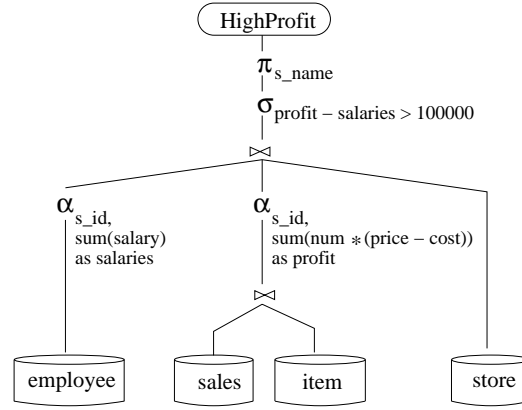 HighProfit
π s_name
σ profit – salaries > 100000
⋈
α s_id,
sum(salary)
as salaries
α s_id,
sum(num *(price – cost))
as profit
⋈
employee
sales
item
store